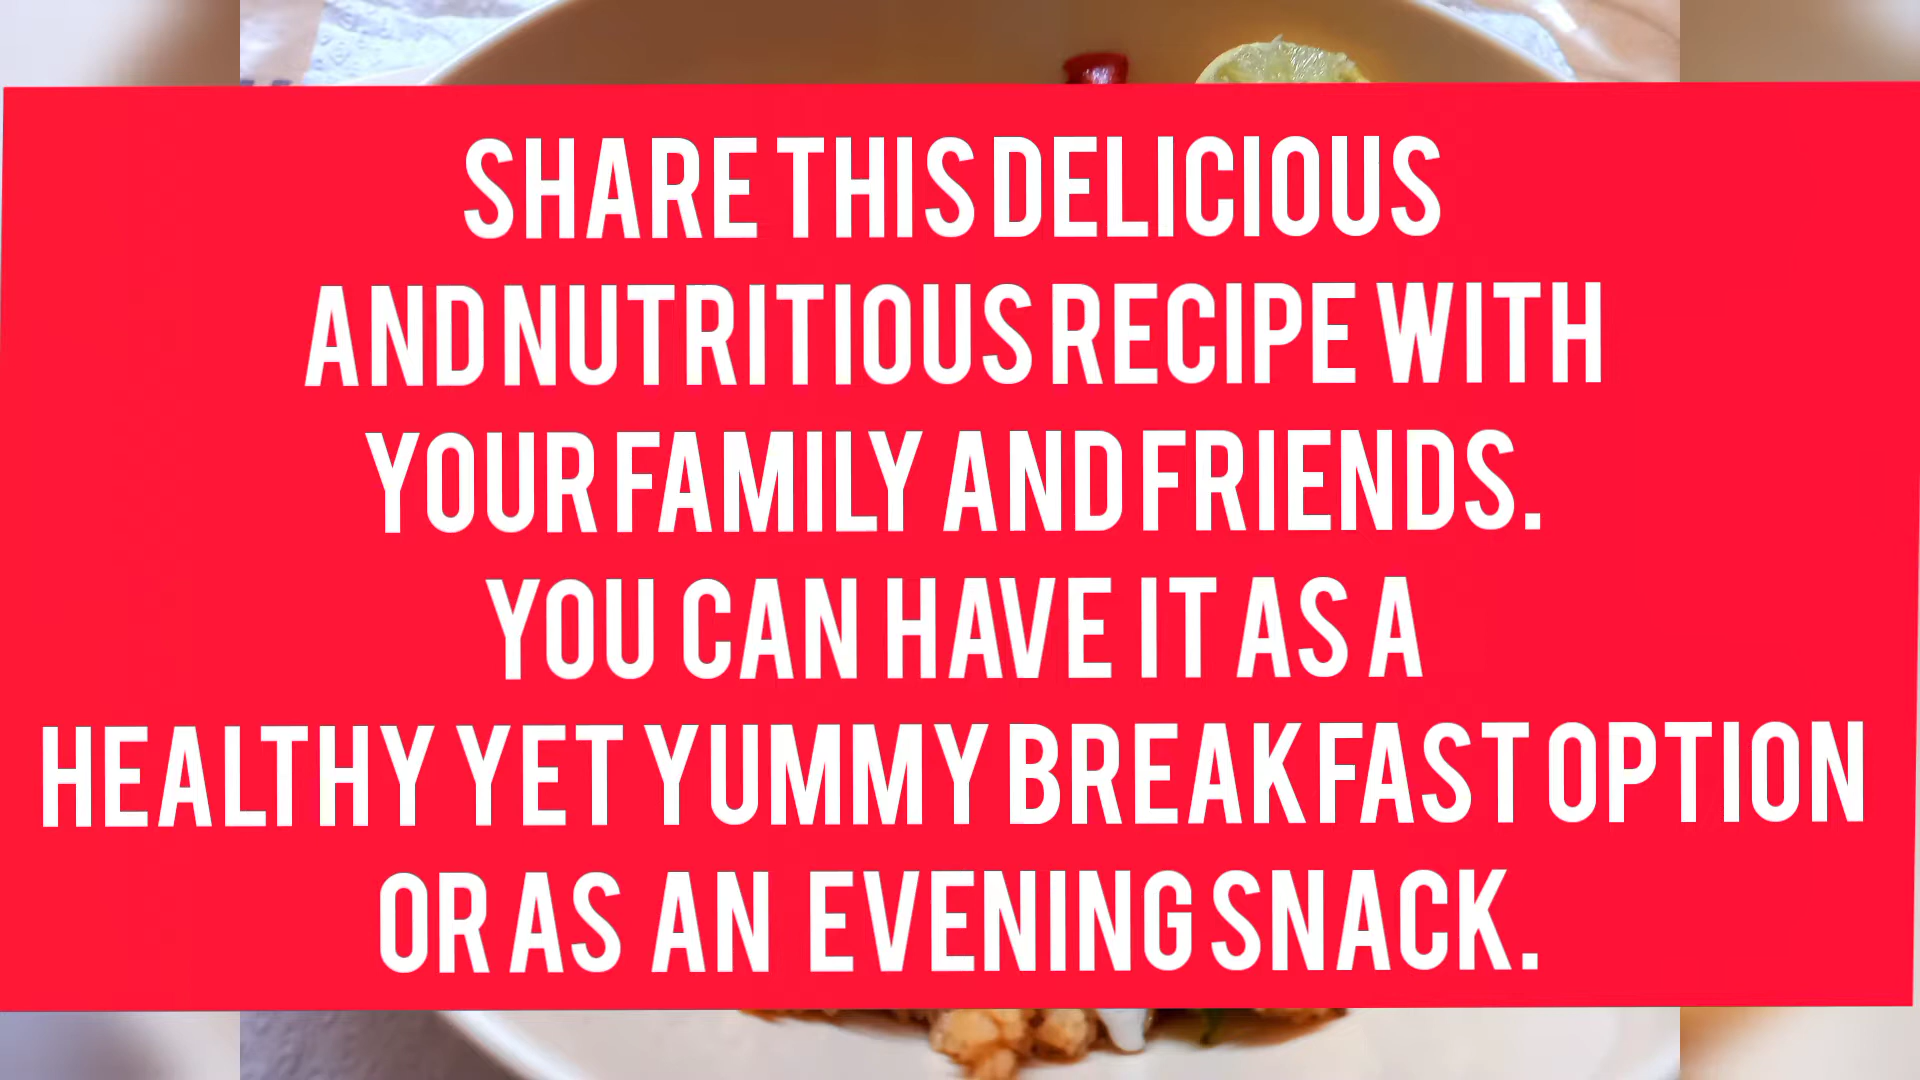 SHARE THIS DELICIOUS
AND NUTRITIOUS RECIPE WITH
YOUR FAMILY AND FRIENDS.
YOU CAN HAVE IT AS A
HEALTHY YET YUMMY BREAKFAST OPTION
OR AS AN EVENING SNACK.